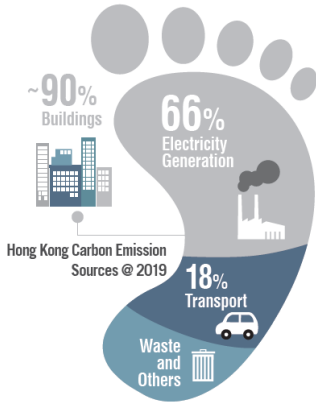 ~90%
Buildings
66%
Electricity
Generation
Hong Kong Carbon Emission
Sources @ 2019
18%
Transport
Waste
and
Others